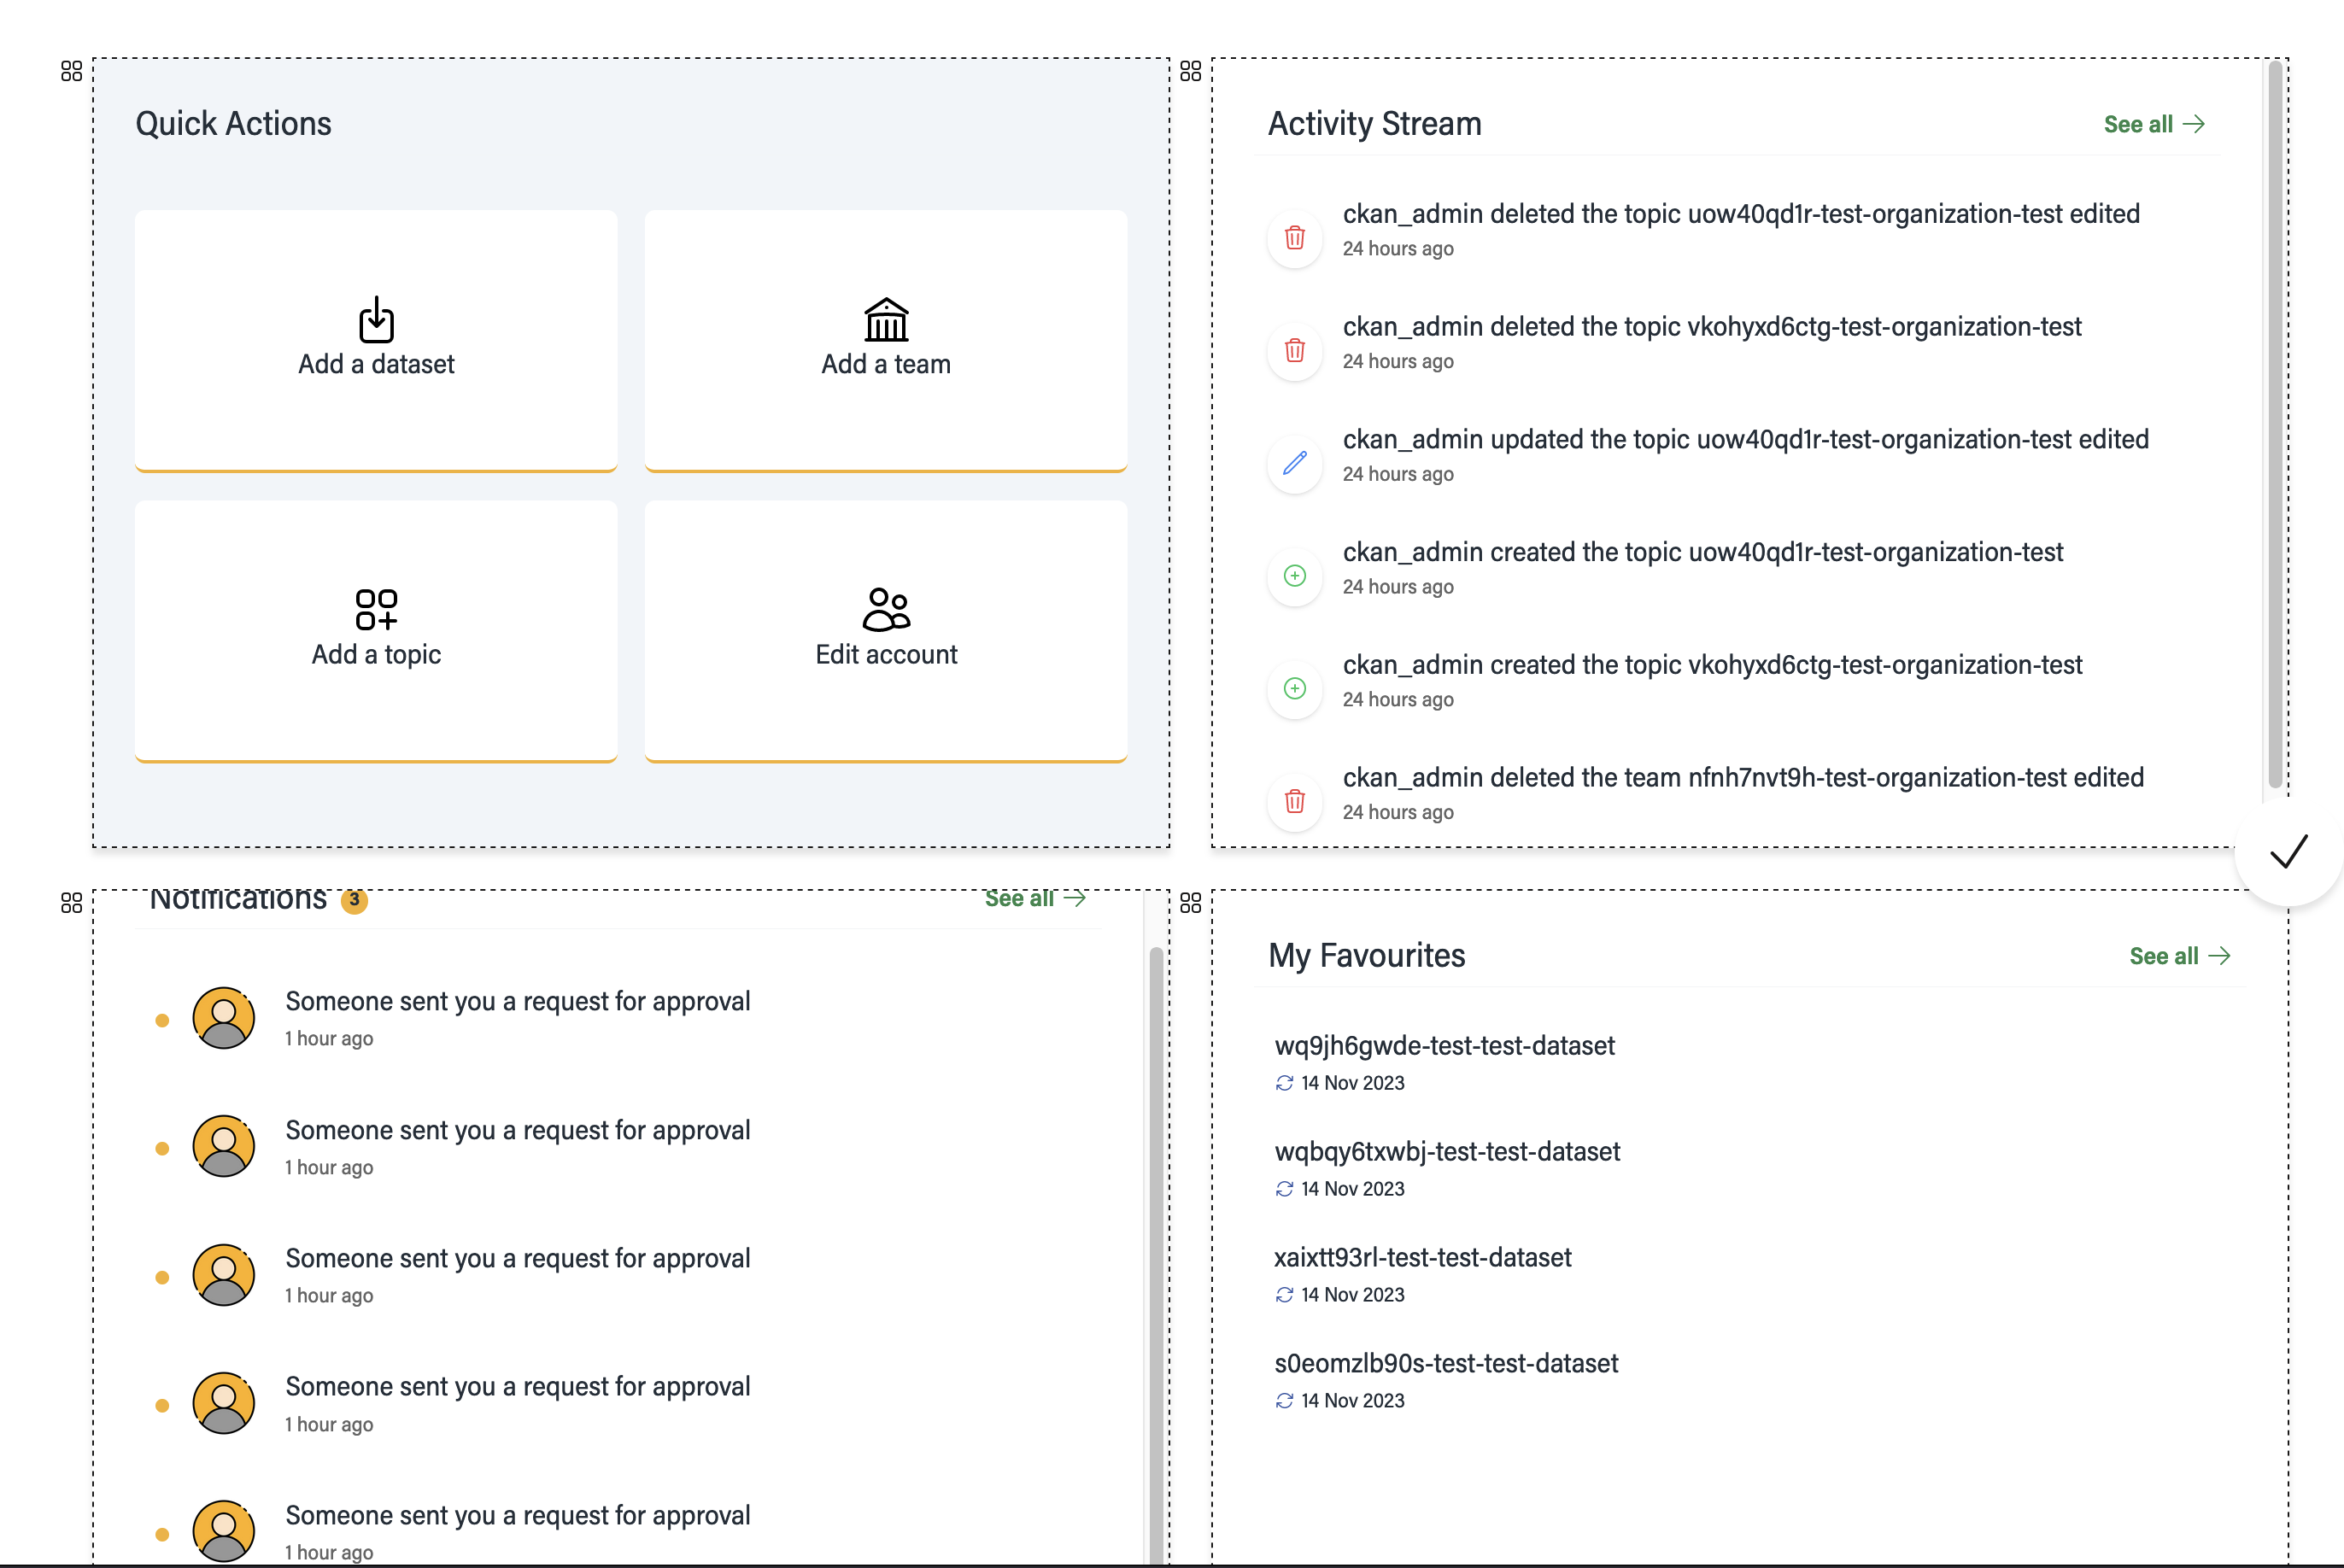 Quick Actions
Add a dataset
Add a team
Add a topic
Edit account
Activity Stream
See all
ckan_admin deleted the topic uow40qd1r-test-organization-test edited
24 hours ago
ckan_admin deleted the topic vkohyxd6ctg-test-organization-test
24 hours ago
ckan_admin updated the topic uow40qd1r-test-organization-test edited
24 hours ago
ckan_admin created the topic uow40qd1r-test-organization-test
24 hours ago
ckan_admin created the topic vkohyxd6ctg-test-organization-test
24 hours ago
ckan_admin deleted the team nfnh7nvt9h-test-organization-test edited
24 hours ago
Notifications 3
See all
Someone sent you a request for approval
1 hour ago
Someone sent you a request for approval
1 hour ago
Someone sent you a request for approval
1 hour ago
Someone sent you a request for approval
1 hour ago
Someone sent you a request for approval
1 hour ago
My Favourites
See all
wq9jh6gwde-test-test-dataset
14 Nov 2023
wqbqy6txwbj-test-test-dataset
14 Nov 2023
xaixtt93rl-test-test-dataset
14 Nov 2023
s0eomzlb90s-test-test-dataset
14 Nov 2023